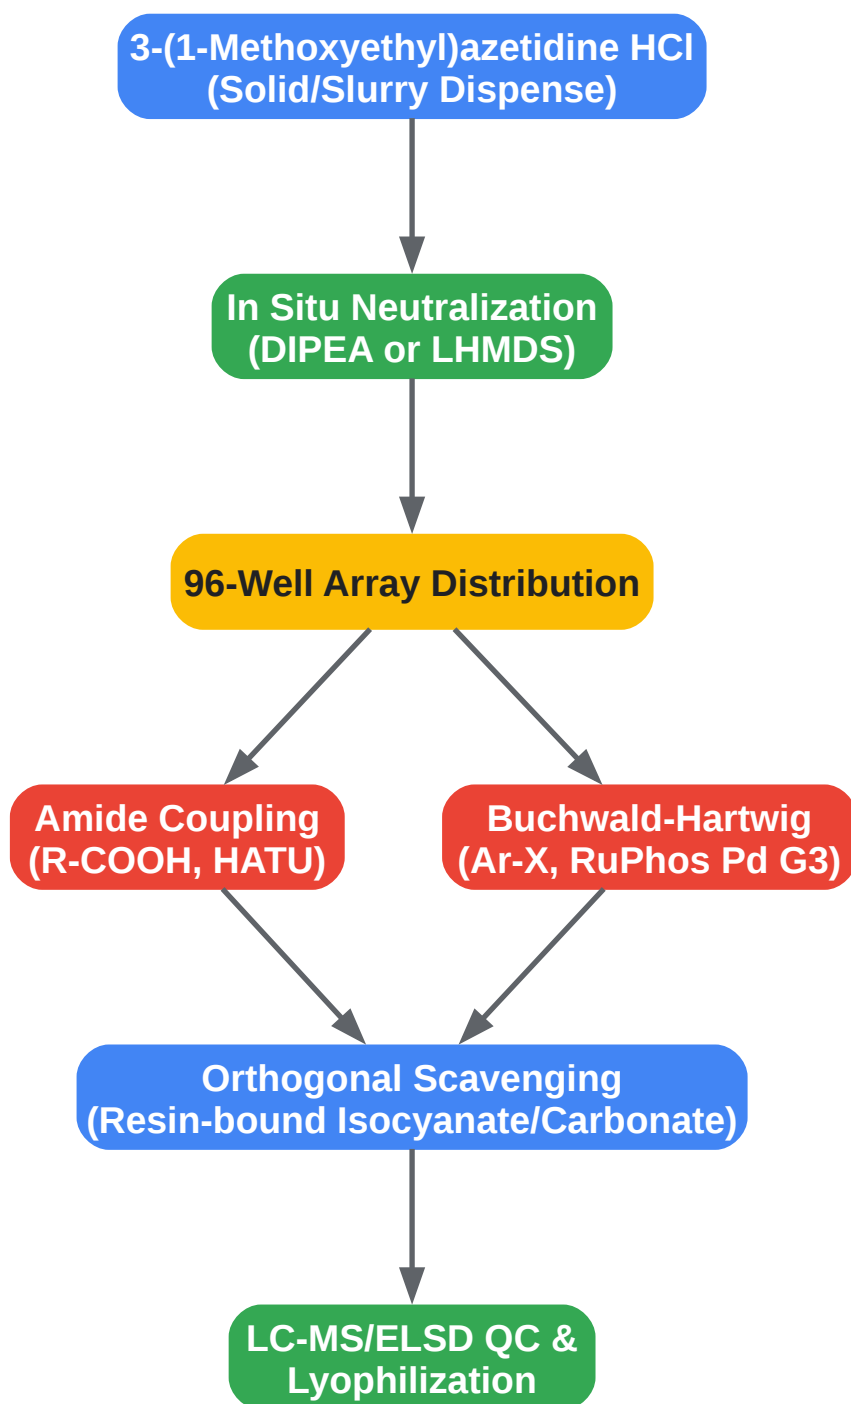 3-(1-Methoxyethyl)azetidine HCl
(Solid/Slurry Dispense)
In Situ Neutralization
(DIPEA or LHMDS)
96-Well Array Distribution
Amide Coupling
(R-COOH, HATU)
Buchwald-Hartwig
(Ar-X, RuPhos Pd G3)
Orthogonal Scavenging
(Resin-bound Isocyanate/Carbonate)
LC-MS/ELSD QC &
Lyophilization